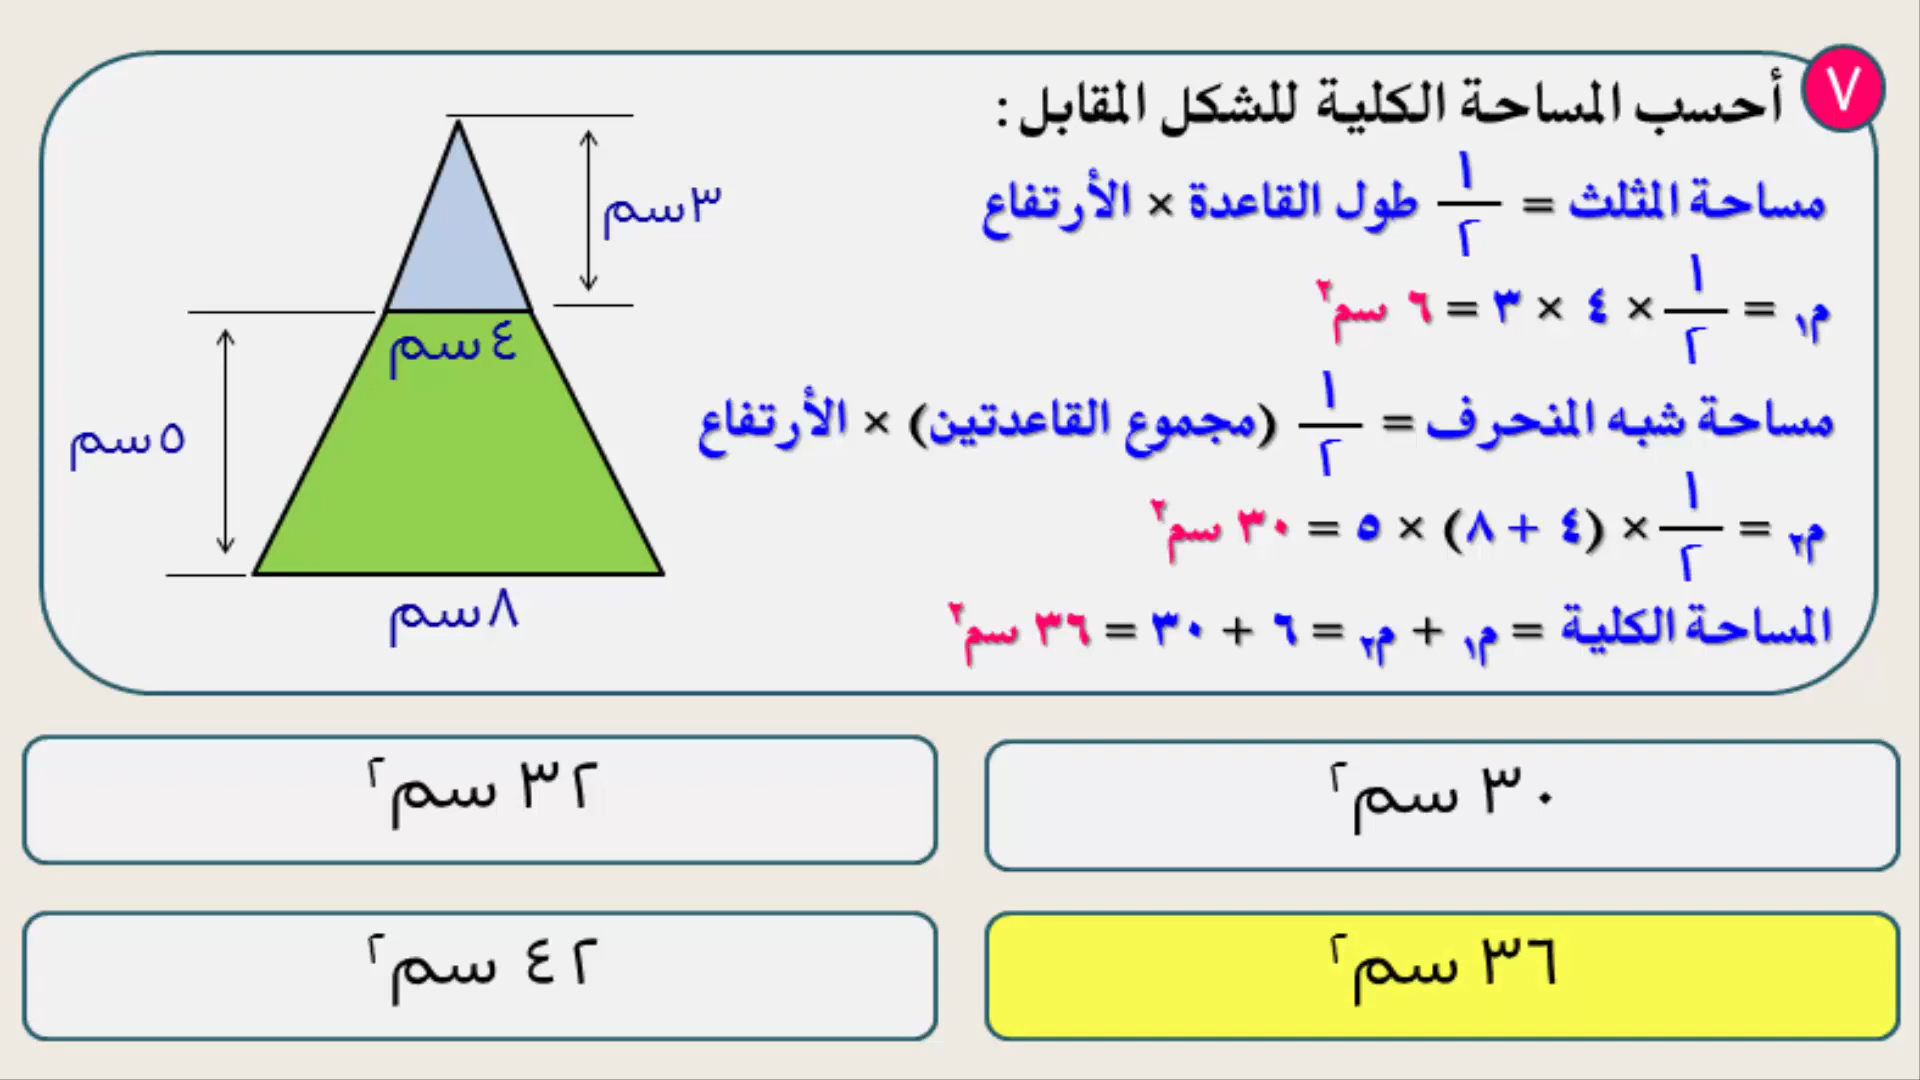 ٧
أحسب المساحة الكلية للشكل المقابل :
مساحة المثلث = ١/٢ طول القاعدة × الأرتفاع
م١ = ١/٢ × ٤ × ٣ = ٦ سم٢
مساحة شبه المنحرف = ١/٢ (مجموع القاعدتين) × الأرتفاع
م٢ = ١/٢ × (٤ + ٨) × ٥ = ٣٠ سم٢
المساحة الكلية = م١ + م٢ = ٦ + ٣٠ = ٣٦ سم٢
٣سم
٤سم
٥سم
٨سم
٣٠ سم٢
٣٢ سم٢
٣٦ سم٢
٤٢ سم٢